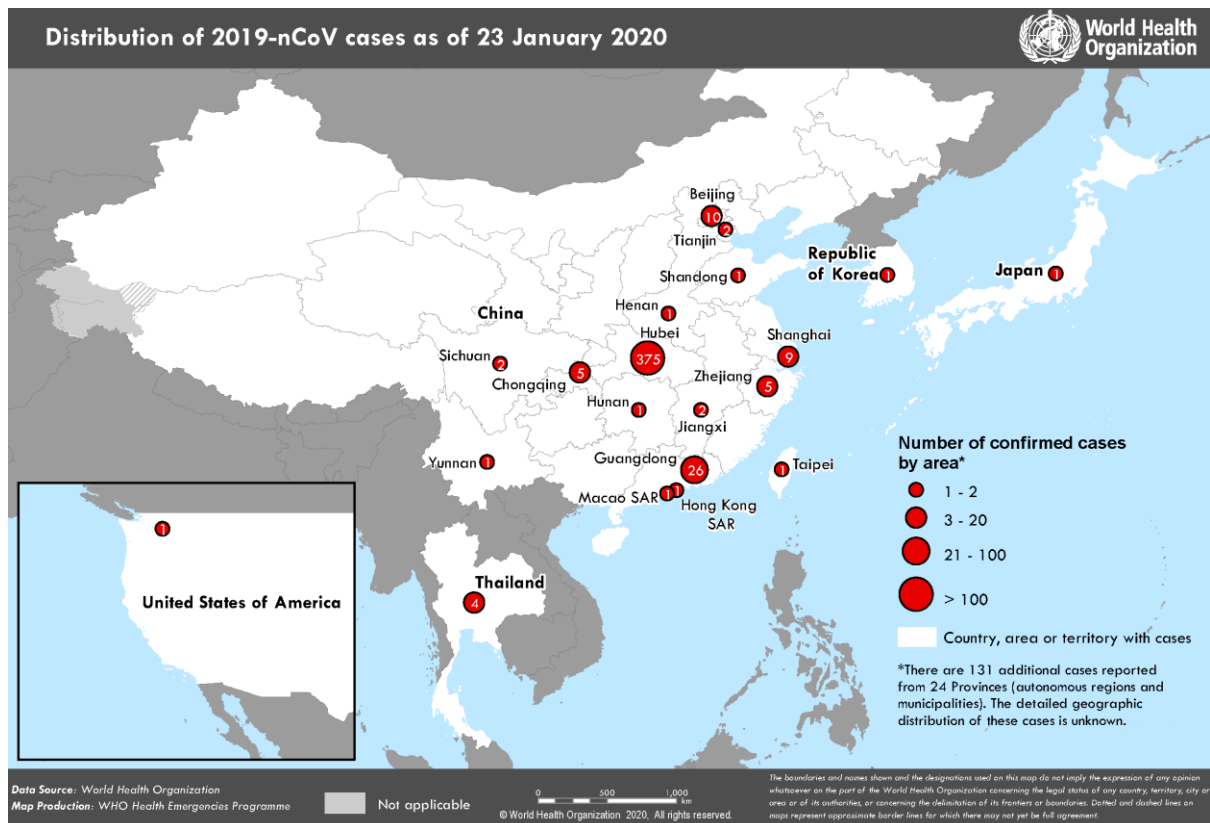 Distribution of 2019-nCoV cases as of 23 January 2020
World Health
Organization
Beijing
10
2
Tianjin
Republic
of Korea
1
Japan
1
Shandong
1
Henan
1
China
Hubei
375
Shanghai
9
Sichuan
2
Chongqing
5
Zhejiang
5
Hunan
1
2
Jiangxi
Yunnan
1
Guangdong
26
Taipei
1
Macao SAR
1
1
Hong Kong
SAR
Thailand
4
1
United States of America
Number of confirmed cases
by area*
1 - 2
3 - 20
21 - 100
> 100
Country, area or territory with cases
*There are 131 additional cases reported
from 24 Provinces (autonomous regions and
municipalities). The detailed geographic
distribution of these cases is unknown.
Data Source: World Health Organization
Map Production: WHO Health Emergencies Programme
Not applicable
0 500 1,000
km
© World Health Organization 2020, All rights reserved.
The boundaries and names shown and the designations used on this map do not imply the expression of any opinion
whatsoever on the part of the World Health Organization concerning the legal status of any country, territory, city or
area or of its authorities, or concerning the delimitation of its frontiers or boundaries. Dotted and dashed lines on
maps represent approximate border lines for which there may not yet be full agreement.